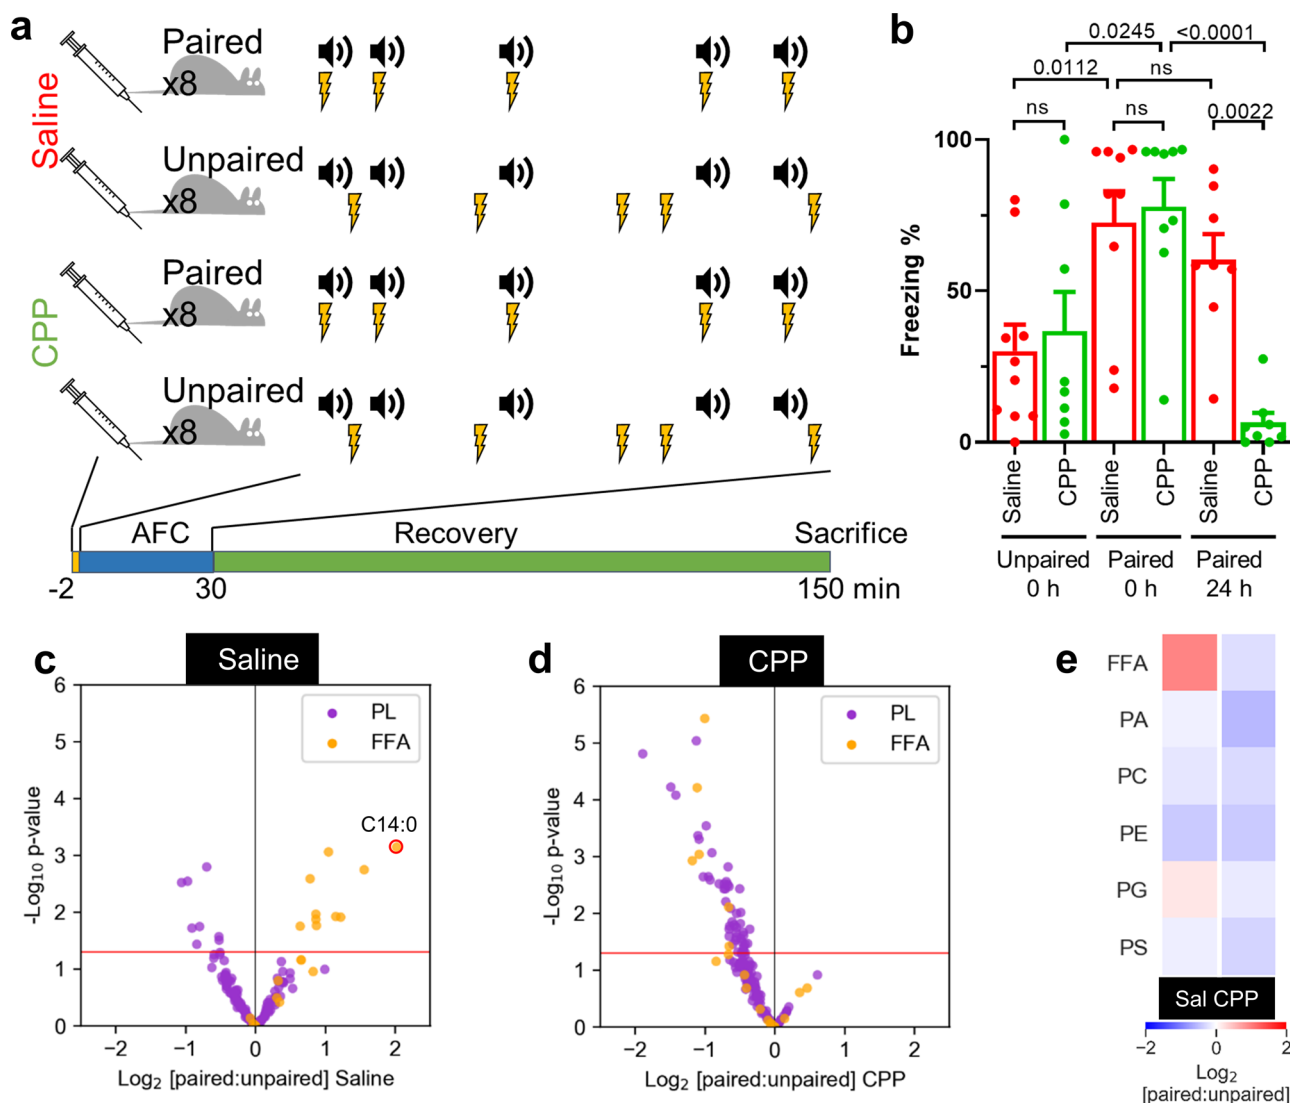 a
Saline
Paired
x8
Unpaired
x8
CPP
Paired
x8
Unpaired
x8
AFC
Recovery
Sacrifice
-2
30
150 min
b
0.0245
<0.0001
0.0112
ns
0.0022
ns
ns
Freezing %
100
50
0
Saline
CPP
Saline
CPP
Saline
CPP
Unpaired
0 h
Paired
0 h
Paired
24 h
c
Saline
PL
FFA
C14:0
-Log10 p-value
6
5
4
3
2
1
0
−2
−1
0
1
2
Log2 [paired:unpaired] Saline
d
CPP
PL
FFA
-Log10 p-value
6
5
4
3
2
1
0
−2
−1
0
1
2
Log2 [paired:unpaired] CPP
e
FFA
PA
PC
PE
PG
PS
Sal CPP
−2
0
2
Log2
[paired:unpaired]